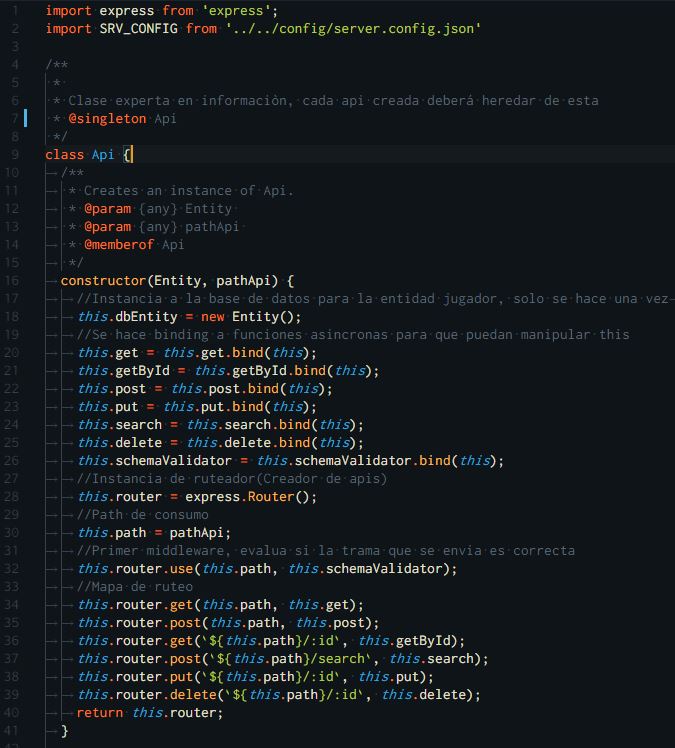 1 import express from 'express';
2 import SRV_CONFIG from '../../config/server.config.json'
3
4 /**
5 *
6 * Clase experta en informaciòn, cada api creada deberá heredar de esta
7 * @singleton Api
8 */
9 class Api {
10 /**
11 * Creates an instance of Api.
12 * @param {any} Entity
13 * @param {any} pathApi
14 * @memberof Api
15 */
16 constructor(Entity, pathApi) {
17 //Instancia a la base de datos para la entidad jugador, solo se hace una vez
18 this.dbEntity = new Entity();
19 //Se hace binding a funciones asincronas para que puedan manipular this
20 this.get = this.get.bind(this);
21 this.getById = this.getById.bind(this);
22 this.post = this.post.bind(this);
23 this.put = this.put.bind(this);
24 this.search = this.search.bind(this);
25 this.delete = this.delete.bind(this);
26 this.schemaValidator = this.schemaValidator.bind(this);
27 //Instancia de ruteador(Creador de apis)
28 this.router = express.Router();
29 //Path de consumo
30 this.path = pathApi;
31 //Primer middleware, evalua si la trama que se envia es correcta
32 this.router.use(this.path, this.schemaValidator);
33 //Mapa de ruteo
34 this.router.get(this.path, this.get);
35 this.router.post(this.path, this.post);
36 this.router.get(`${this.path}/:id`, this.getById);
37 this.router.post(`${this.path}/search`, this.search);
38 this.router.put(`${this.path}/:id`, this.put);
39 this.router.delete(`${this.path}/:id`, this.delete);
40 return this.router;
41 }